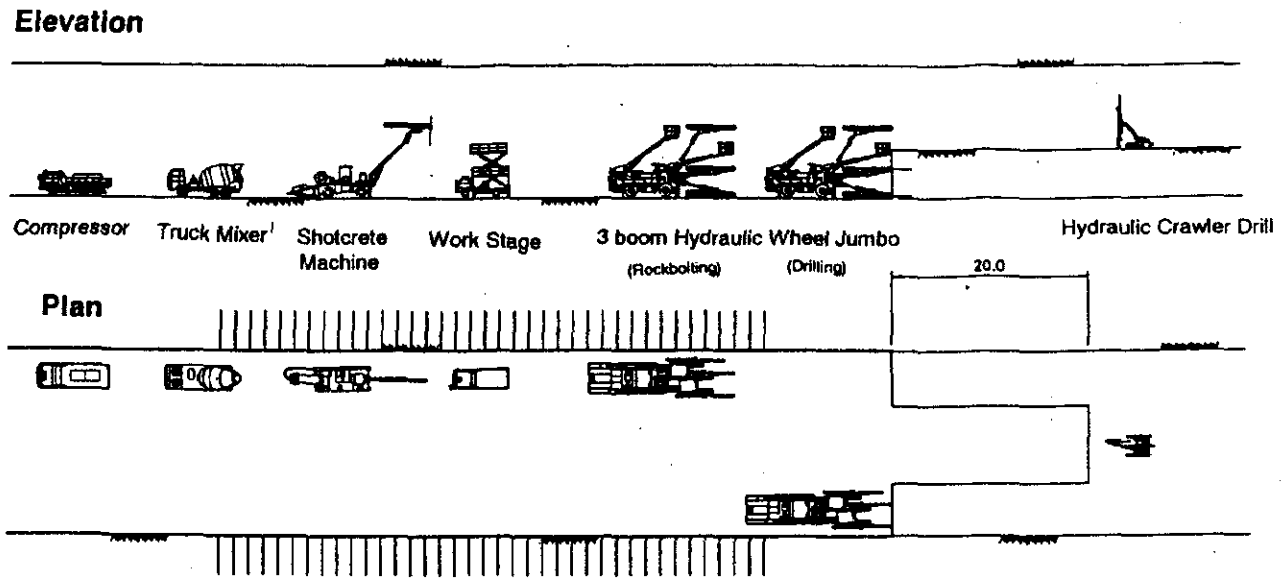 Elevation
Compressor
Truck Mixer¹
Shotcrete
Machine
Work Stage
3 boom Hydraulic Wheel Jumbo
(Rockbolting)
(Drilling)
Hydraulic Crawler Drill
20.0
Plan